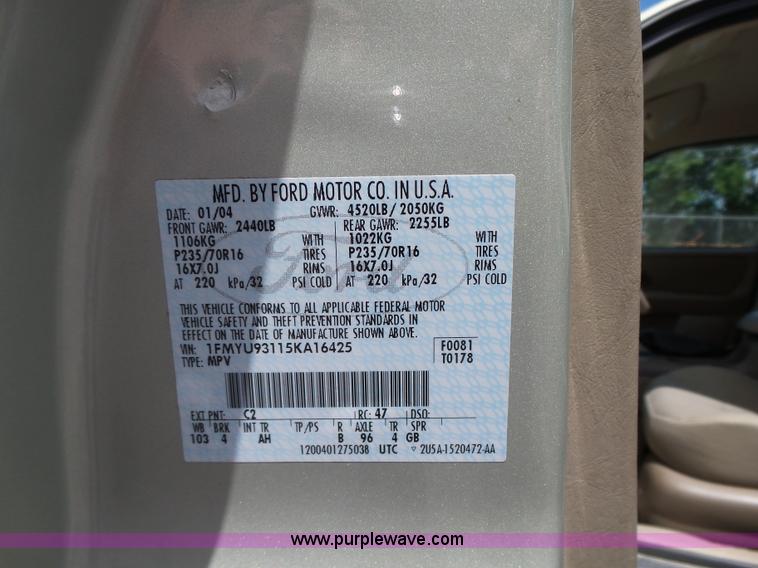 MFD. BY FORD MOTOR CO. IN U.S.A.
DATE: 01/04 GVWR: 4520LB/ 2050KG
FRONT GAWR: 2440LB REAR GAWR: 2255LB
1106KG WITH 1022KG WITH
P235/70R16 TIRES P235/70R16 TIRES
16X7.0J RIMS 16X7.0J RIMS
AT 220 kPa/32 PSI COLD AT 220 kPa/32 PSI COLD
Ford
THIS VEHICLE CONFORMS TO ALL APPLICABLE FEDERAL MOTOR
VEHICLE SAFETY AND THEFT PREVENTION STANDARDS IN
EFFECT ON THE DATE OF MANUFACTURE SHOWN ABOVE.
VIN: 1FMYU93115KA16425 F0081
TYPE: MPV T0178
EXT PNT: C2 RC: 47 DSO:
WB BRK INT TR TP/PS R AXLE TR SPR
103 4 AH B 96 4 GB
1200401275038 UTC ▽ 2U5A-1520472-AA
www.purplewave.com